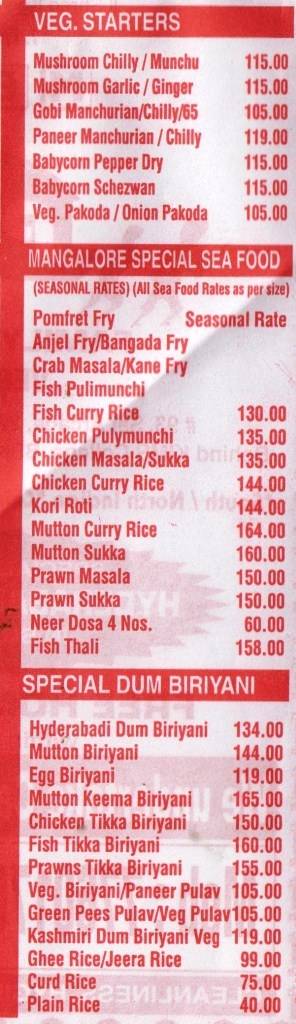 VEG. STARTERS
Mushroom Chilly / Munchu 115.00
Mushroom Garlic / Ginger 115.00
Gobi Manchurian/Chilly/65 105.00
Paneer Manchurian / Chilly 119.00
Babycorn Pepper Dry 115.00
Babycorn Schezwan 115.00
Veg. Pakoda / Onion Pakoda 105.00
MANGALORE SPECIAL SEA FOOD
(SEASONAL RATES) (All Sea Food Rates as per size)
Pomfret Fry Seasonal Rate
Anjel Fry/Bangada Fry
Crab Masala/Kane Fry
Fish Pulimunchi
Fish Curry Rice 130.00
Chicken Pulymunchi 135.00
Chicken Masala/Sukka 135.00
Chicken Curry Rice 144.00
Kori Roti 144.00
Mutton Curry Rice 164.00
Mutton Sukka 160.00
Prawn Masala 150.00
Prawn Sukka 150.00
Neer Dosa 4 Nos. 60.00
Fish Thali 158.00
SPECIAL DUM BIRIYANI
Hyderabadi Dum Biriyani 134.00
Mutton Biriyani 144.00
Egg Biriyani 119.00
Mutton Keema Biriyani 165.00
Chicken Tikka Biriyani 150.00
Fish Tikka Biriyani 160.00
Prawns Tikka Biriyani 155.00
Veg. Biriyani/Paneer Pulav 105.00
Green Pees Pulav/Veg Pulav 105.00
Kashmiri Dum Biriyani Veg 119.00
Ghee Rice/Jeera Rice 99.00
Curd Rice 75.00
Plain Rice 40.00